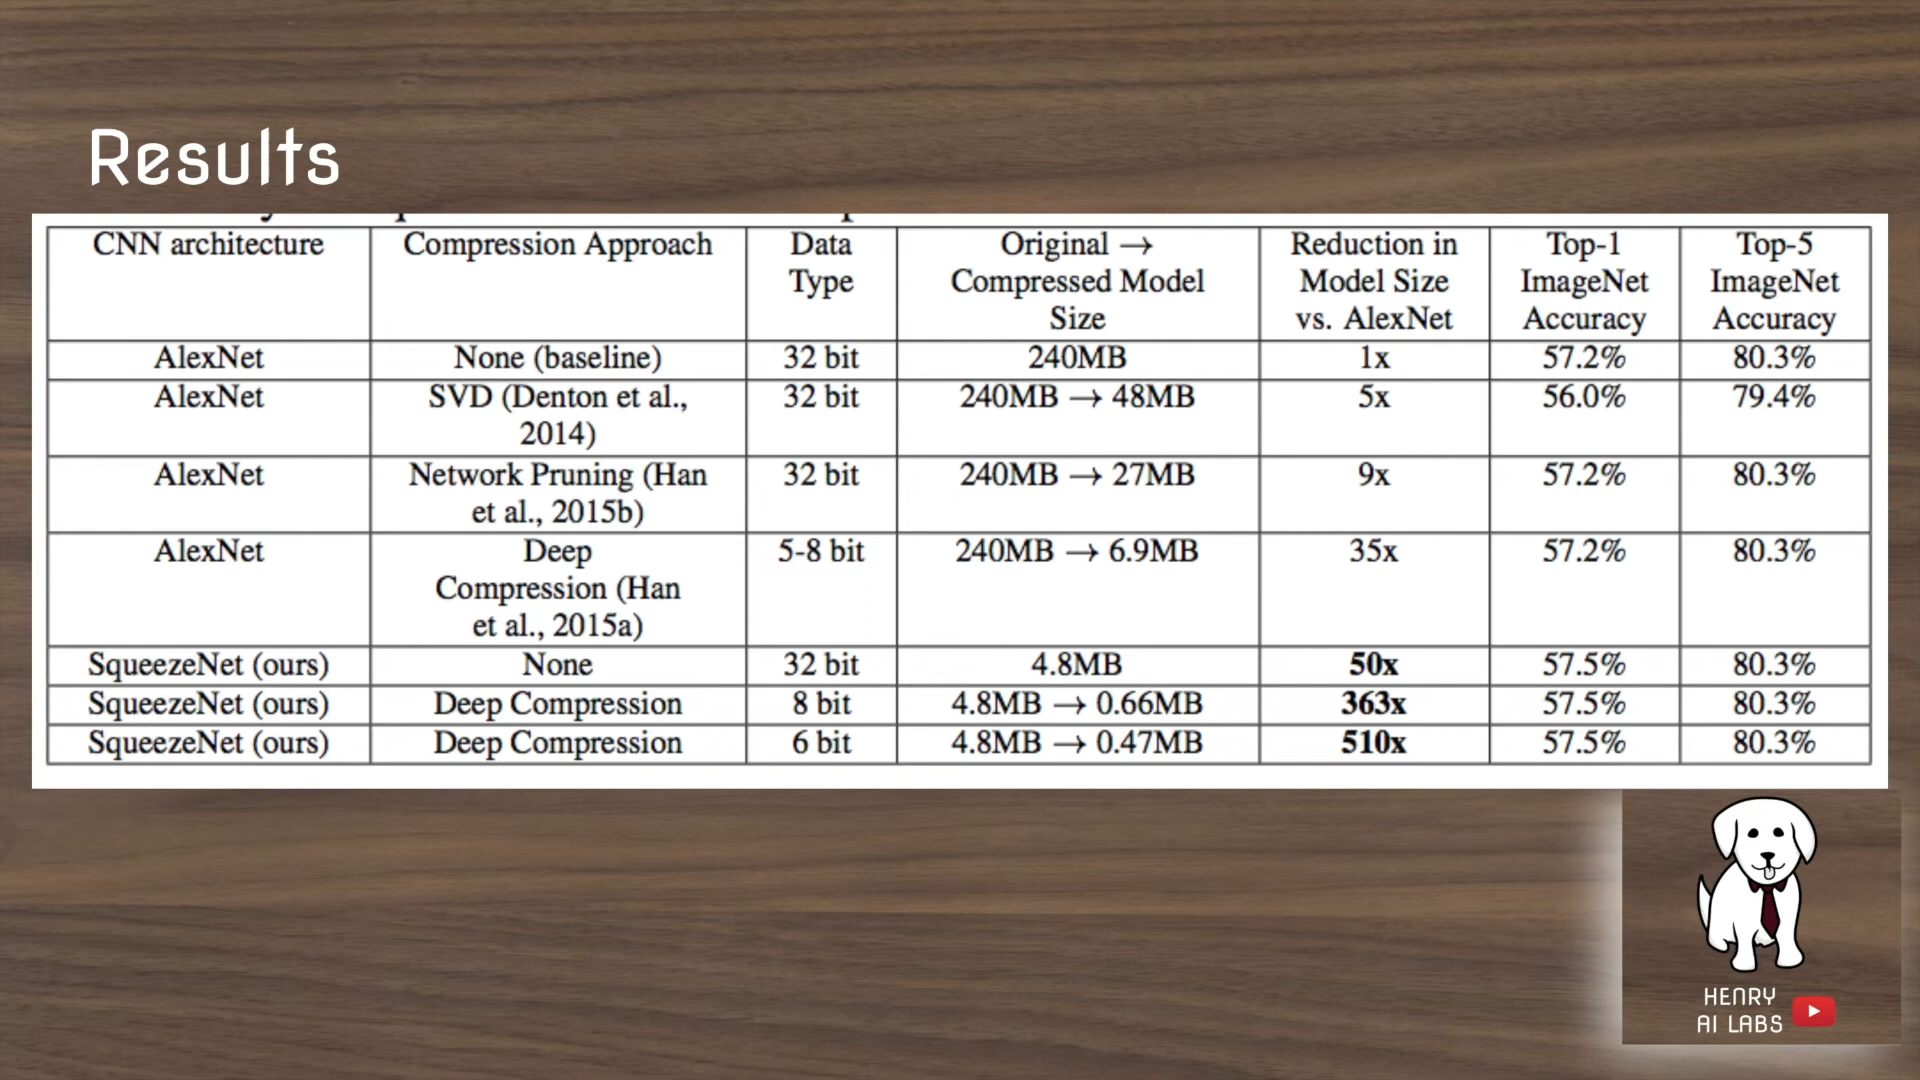 Results
CNN architecture
Compression Approach
Data
Type
Original →
Compressed Model
Size
Reduction in
Model Size
vs. AlexNet
Top-1
ImageNet
Accuracy
Top-5
ImageNet
Accuracy
AlexNet
None (baseline)
32 bit
240MB
1x
57.2%
80.3%
AlexNet
SVD (Denton et al.,
2014)
32 bit
240MB → 48MB
5x
56.0%
79.4%
AlexNet
Network Pruning (Han
et al., 2015b)
32 bit
240MB → 27MB
9x
57.2%
80.3%
AlexNet
Deep
Compression (Han
et al., 2015a)
5-8 bit
240MB → 6.9MB
35x
57.2%
80.3%
SqueezeNet (ours)
None
32 bit
4.8MB
50x
57.5%
80.3%
SqueezeNet (ours)
Deep Compression
8 bit
4.8MB → 0.66MB
363x
57.5%
80.3%
SqueezeNet (ours)
Deep Compression
6 bit
4.8MB → 0.47MB
510x
57.5%
80.3%
HENRY
AI LABS